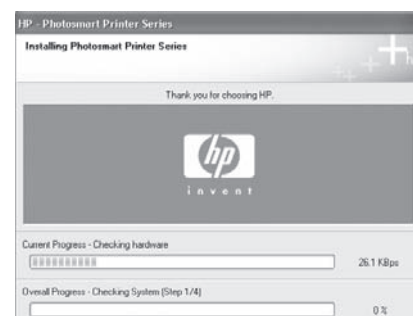 HP - Photosmart Printer Series
Installing Photosmart Printer Series
Thank you for choosing HP.
hp
invent
Current Progress - Checking hardware
26.1 KBps
Overall Progress - Checking System (Step 1/4)
0 %